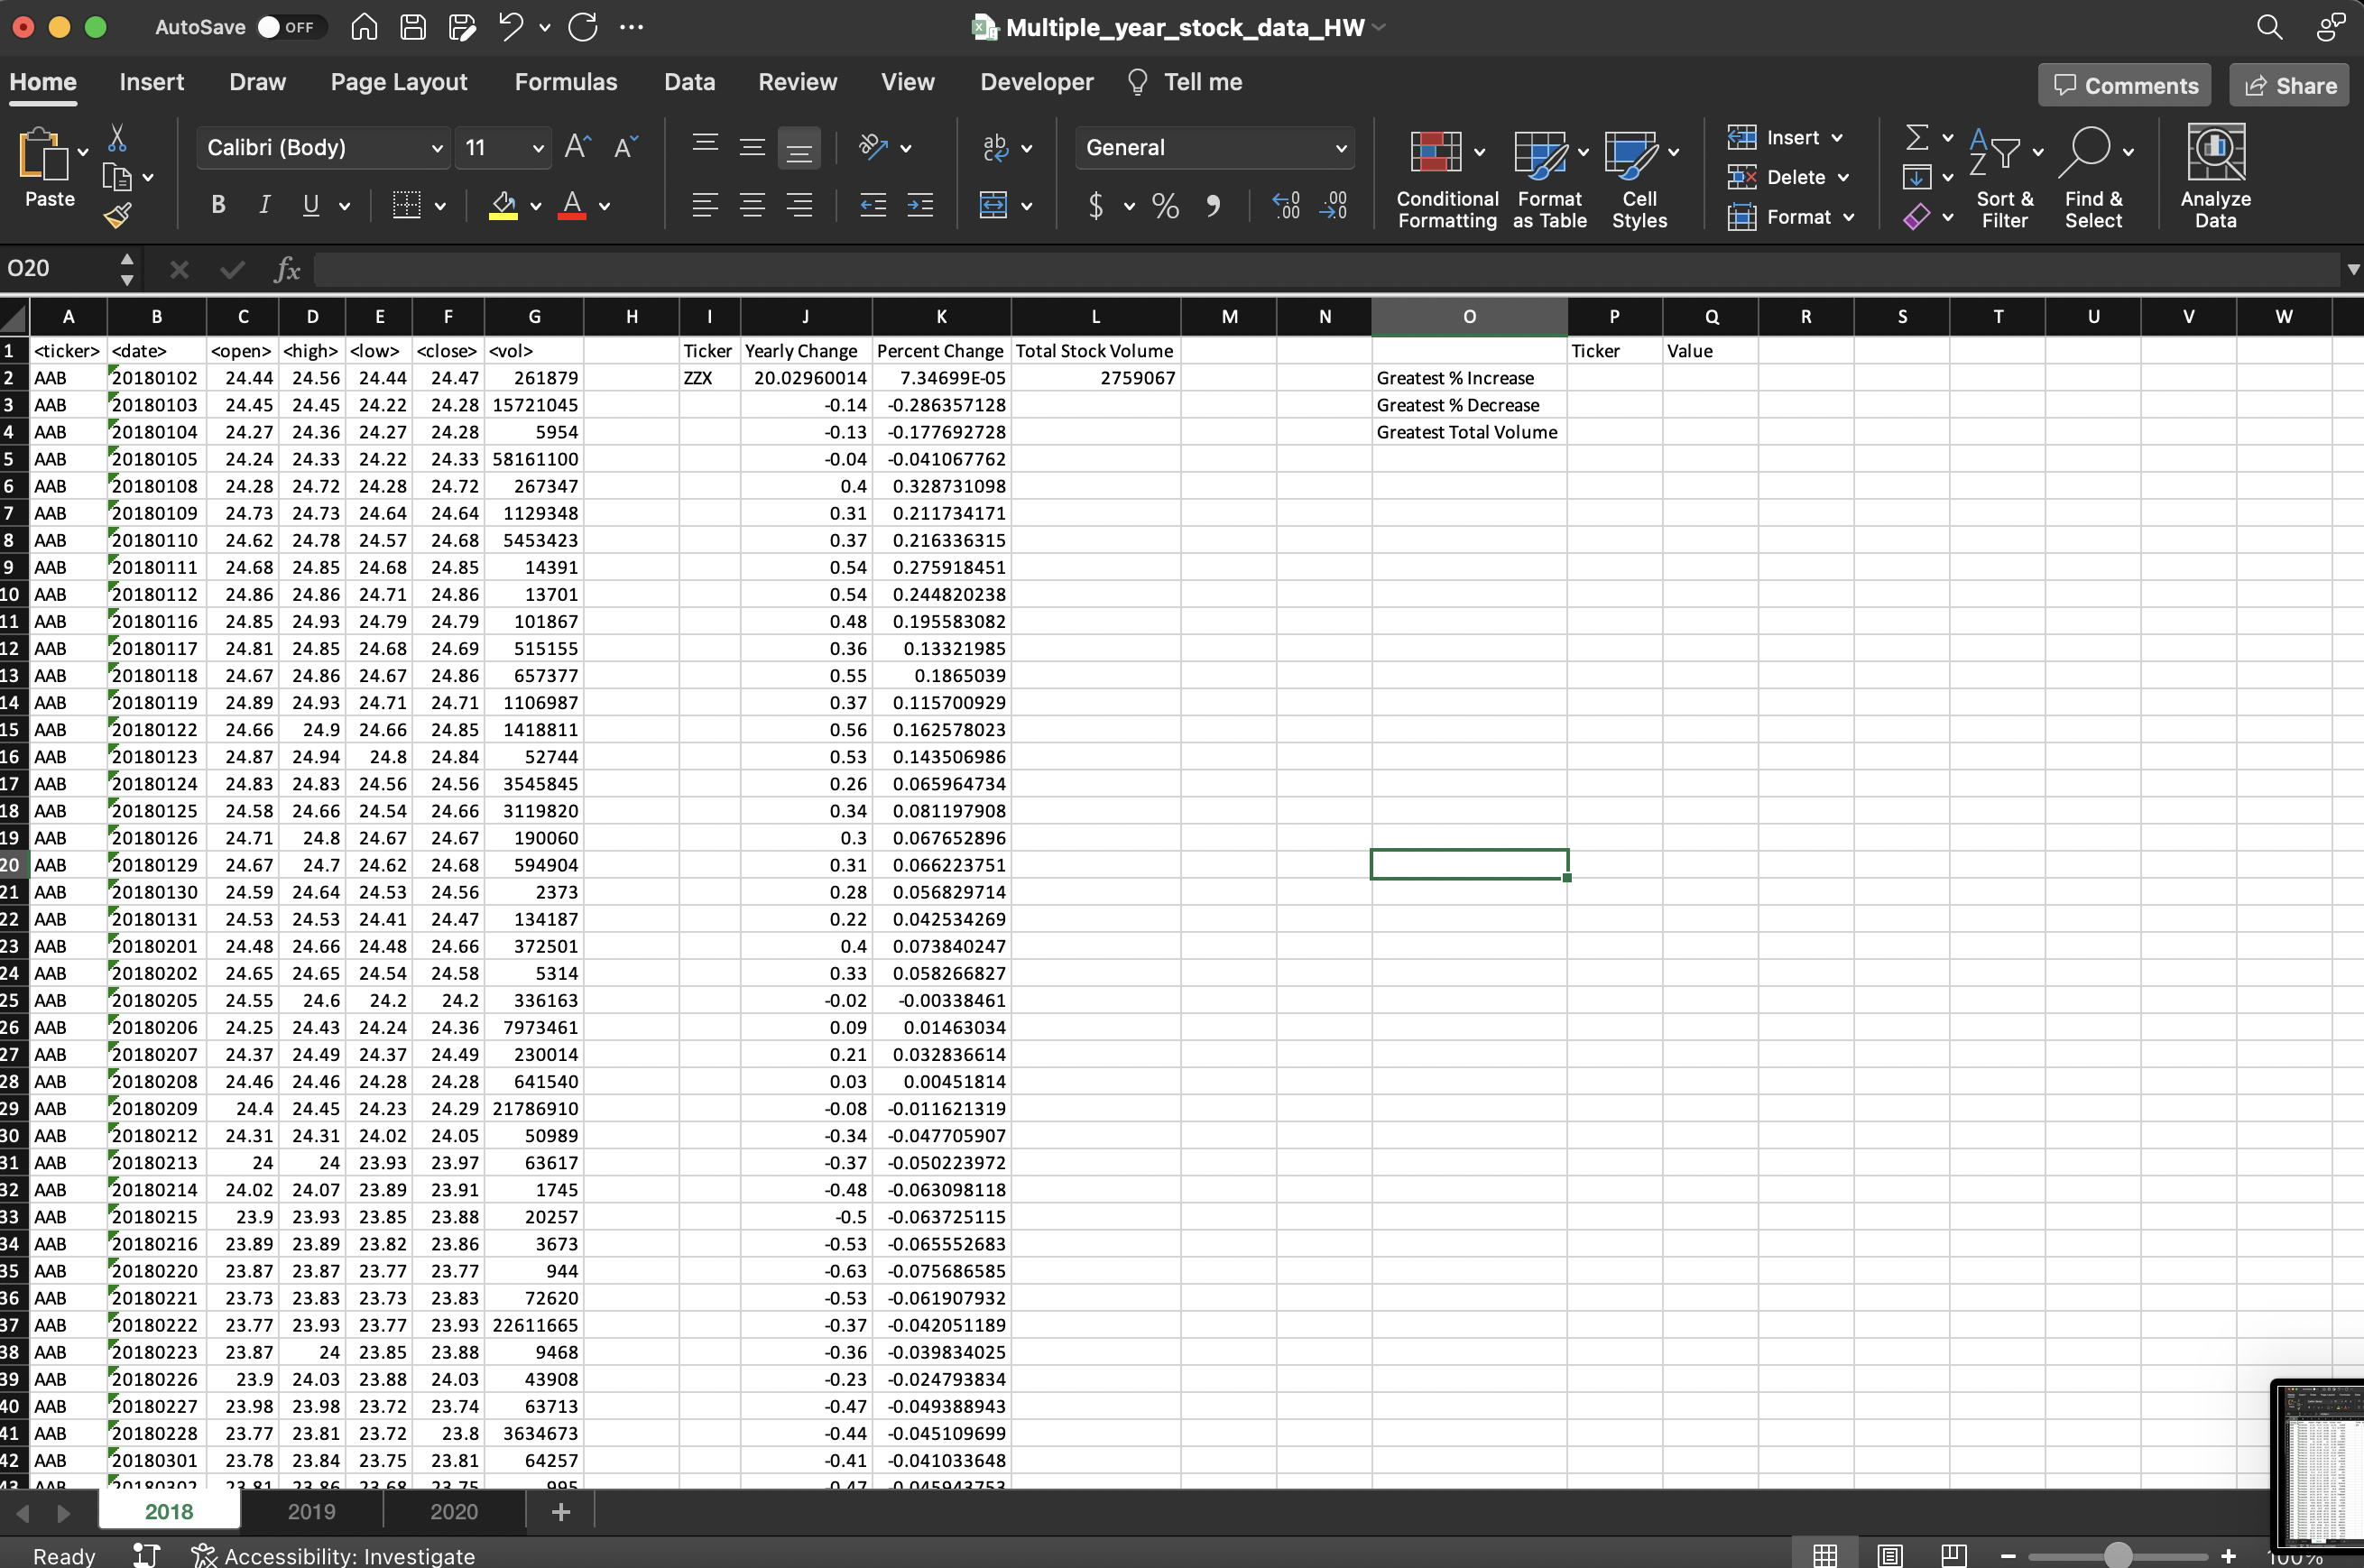 AutoSave OFF Multiple_year_stock_data_HW
Home Insert Draw Page Layout Formulas Data Review View Developer Tell me Comments Share
Paste Calibri (Body) 11 A A ab c General Conditional Formatting Format as Table Cell Styles Insert Delete Format Sort & Filter Find & Select Analyze Data
B I U A $ % , .00 .0 .00 .0
O20 fx
A B C D E F G H I J K L M N O P Q R S T U V W
1 <ticker> <date> <open> <high> <low> <close> <vol> Ticker Yearly Change Percent Change Total Stock Volume Ticker Value
2 AAB 20180102 24.44 24.56 24.44 24.47 261879 ZZX 20.02960014 7.34699E-05 2759067 Greatest % Increase
3 AAB 20180103 24.45 24.45 24.22 24.28 15721045 -0.14 -0.286357128 Greatest % Decrease
4 AAB 20180104 24.27 24.36 24.27 24.28 5954 -0.13 -0.177692728 Greatest Total Volume
5 AAB 20180105 24.24 24.33 24.22 24.33 58161100 -0.04 -0.041067762
6 AAB 20180108 24.28 24.72 24.28 24.72 267347 0.4 0.328731098
7 AAB 20180109 24.73 24.73 24.64 24.64 1129348 0.31 0.211734171
8 AAB 20180110 24.62 24.78 24.57 24.68 5453423 0.37 0.216336315
9 AAB 20180111 24.68 24.85 24.68 24.85 14391 0.54 0.275918451
10 AAB 20180112 24.86 24.86 24.71 24.86 13701 0.54 0.244820238
11 AAB 20180116 24.85 24.93 24.79 24.79 101867 0.48 0.195583082
12 AAB 20180117 24.81 24.85 24.68 24.69 515155 0.36 0.13321985
13 AAB 20180118 24.67 24.86 24.67 24.86 657377 0.55 0.1865039
14 AAB 20180119 24.89 24.93 24.71 24.71 1106987 0.37 0.115700929
15 AAB 20180122 24.66 24.9 24.66 24.85 1418811 0.56 0.162578023
16 AAB 20180123 24.87 24.94 24.8 24.84 52744 0.53 0.143506986
17 AAB 20180124 24.83 24.83 24.56 24.56 3545845 0.26 0.065964734
18 AAB 20180125 24.58 24.66 24.54 24.66 3119820 0.34 0.081197908
19 AAB 20180126 24.71 24.8 24.67 24.67 190060 0.3 0.067652896
20 AAB 20180129 24.67 24.7 24.62 24.68 594904 0.31 0.066223751
21 AAB 20180130 24.59 24.64 24.53 24.56 2373 0.28 0.056829714
22 AAB 20180131 24.53 24.53 24.41 24.47 134187 0.22 0.042534269
23 AAB 20180201 24.48 24.66 24.48 24.66 372501 0.4 0.073840247
24 AAB 20180202 24.65 24.65 24.54 24.58 5314 0.33 0.058266827
25 AAB 20180205 24.55 24.6 24.2 24.2 336163 -0.02 -0.00338461
26 AAB 20180206 24.25 24.43 24.24 24.36 7973461 0.09 0.01463034
27 AAB 20180207 24.37 24.49 24.37 24.49 230014 0.21 0.032836614
28 AAB 20180208 24.46 24.46 24.28 24.28 641540 0.03 0.00451814
29 AAB 20180209 24.4 24.45 24.23 24.29 21786910 -0.08 -0.011621319
30 AAB 20180212 24.31 24.31 24.02 24.05 50989 -0.34 -0.047705907
31 AAB 20180213 24 24 23.93 23.97 63617 -0.37 -0.050223972
32 AAB 20180214 24.02 24.07 23.89 23.91 1745 -0.48 -0.063098118
33 AAB 20180215 23.9 23.93 23.85 23.88 20257 -0.5 -0.063725115
34 AAB 20180216 23.89 23.89 23.82 23.86 3673 -0.53 -0.065552683
35 AAB 20180220 23.87 23.87 23.77 23.77 944 -0.63 -0.075686585
36 AAB 20180221 23.73 23.83 23.73 23.83 72620 -0.53 -0.061907932
37 AAB 20180222 23.77 23.93 23.77 23.93 22611665 -0.37 -0.042051189
38 AAB 20180223 23.87 24 23.85 23.88 9468 -0.36 -0.039834025
39 AAB 20180226 23.9 24.03 23.88 24.03 43908 -0.23 -0.024793834
40 AAB 20180227 23.98 23.98 23.72 23.74 63713 -0.47 -0.049388943
41 AAB 20180228 23.77 23.81 23.72 23.8 3634673 -0.44 -0.045109699
42 AAB 20180301 23.78 23.84 23.75 23.81 64257 -0.41 -0.041033648
43 AAB 20180302 23.81 23.86 23.68 23.75 995 -0.47 -0.045943753
2018 2019 2020 +
Ready Accessibility: Investigate 100%